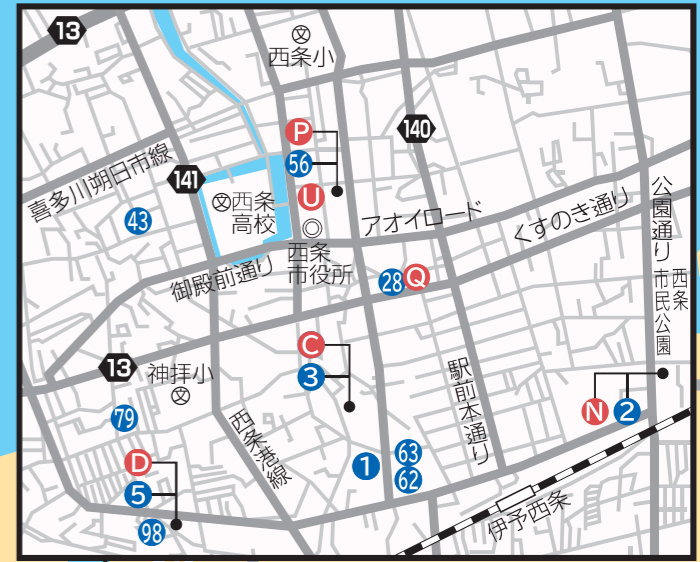 13
西条小
P
140
56
喜多川朔日市線
141
U
西条
高校
43
アオイロード
くすのき通り
公園通り
西条
市役所
御殿前通り
28
Q
西条
市民公園
C
13
神拝小
3
駅前本通り
79
西条港線
N
2
D
1
63
5
62
98
伊予西条